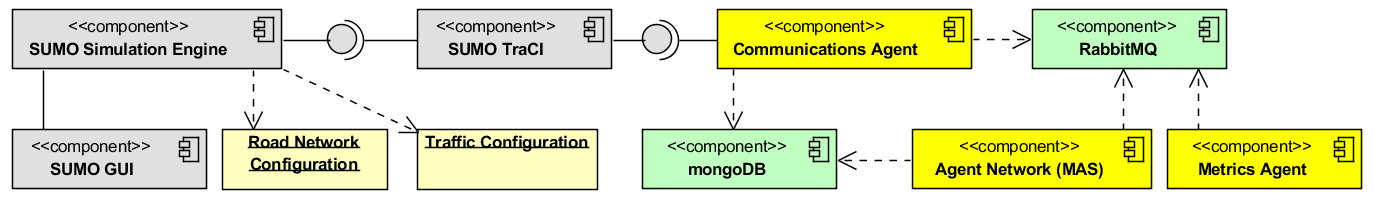 <<component>>
SUMO Simulation Engine
<<component>>
SUMO TraCI
<<component>>
Communications Agent
<<component>>
RabbitMQ
<<component>>
SUMO GUI
Road Network
Configuration
Traffic Configuration
<<component>>
mongoDB
<<component>>
Agent Network (MAS)
<<component>>
Metrics Agent